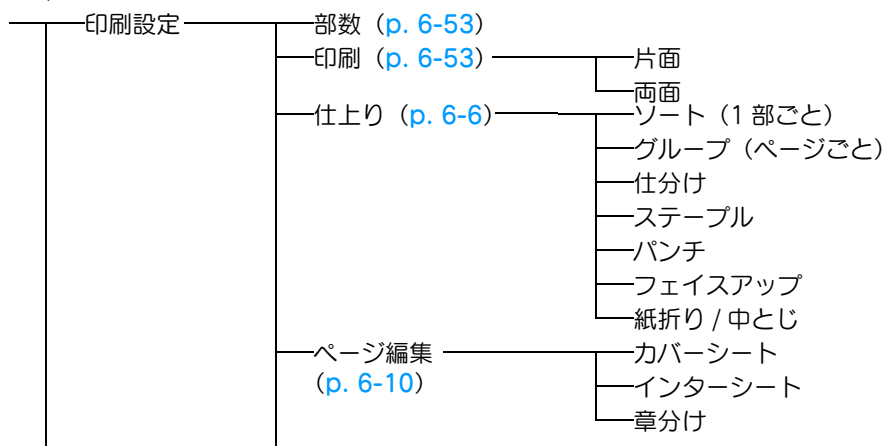 印刷設定
部数（p. 6-53）
印刷（p. 6-53）
片面
両面
仕上り（p. 6-6）
ソート（1 部ごと）
グループ（ページごと）
仕分け
ステープル
パンチ
フェイスアップ
紙折り / 中とじ
ページ編集
（p. 6-10）
カバーシート
インターシート
章分け